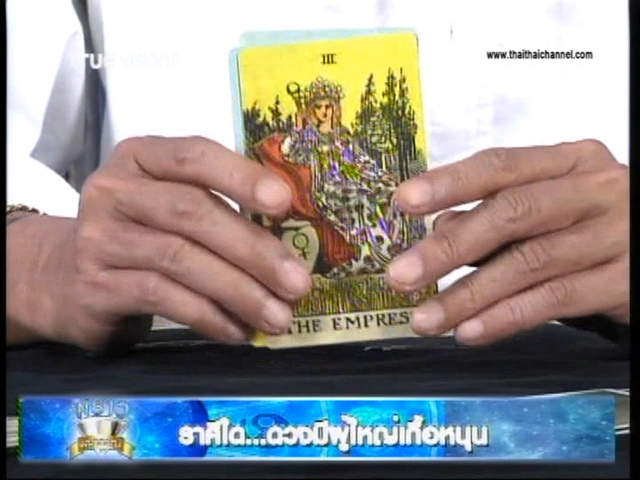 III
www.thaithaichannel.com
THE EMPRES
ราศีใด...ดวงมีผู้ใหญ่เกื้อหนุน